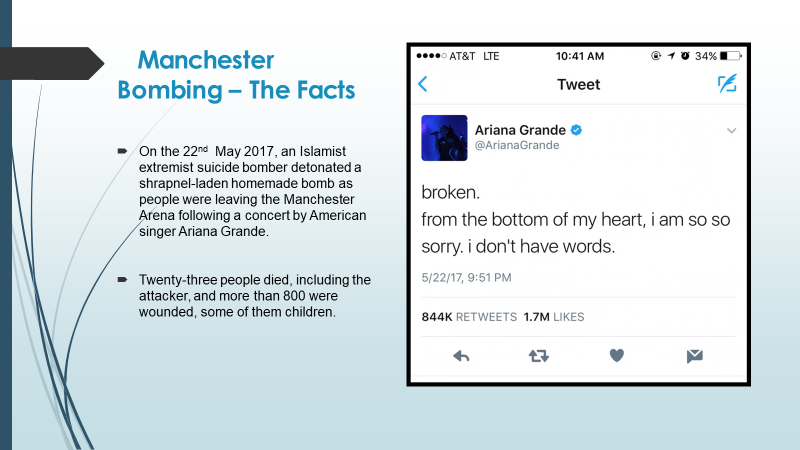 Manchester
Bombing – The Facts
On the 22nd May 2017, an Islamist
extremist suicide bomber detonated a
shrapnel-laden homemade bomb as
people were leaving the Manchester
Arena following a concert by American
singer Ariana Grande.
Twenty-three people died, including the
attacker, and more than 800 were
wounded, some of them children.
AT&T LTE 10:41 AM 34%
Tweet
Ariana Grande
@ArianaGrande
broken.
from the bottom of my heart, i am so so
sorry. i don't have words.
5/22/17, 9:51 PM
844K RETWEETS 1.7M LIKES